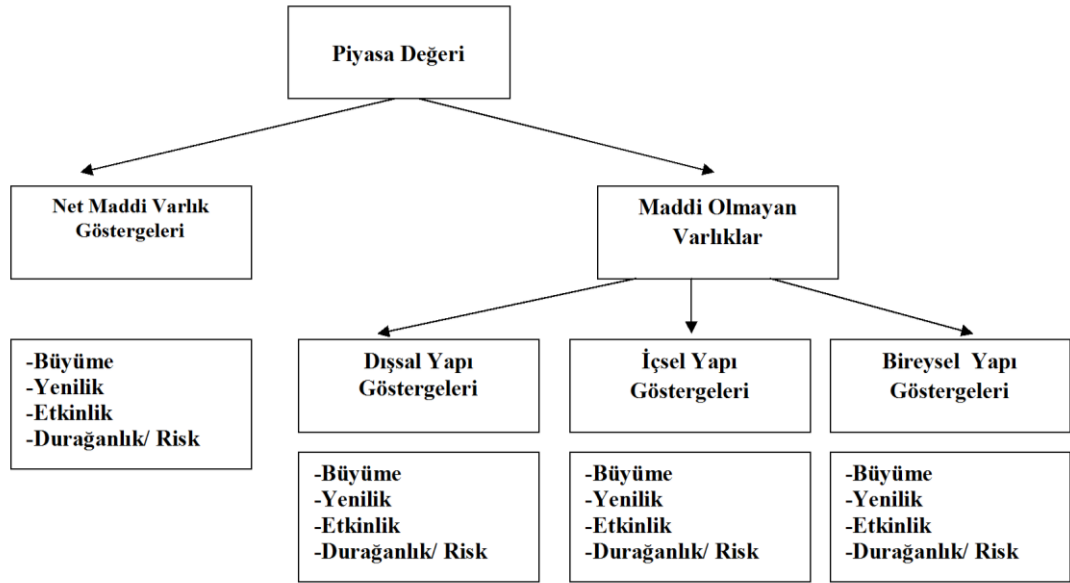 Piyasa Değeri
Net Maddi Varlık
Göstergeleri
Maddi Olmayan
Varlıklar
-Büyüme
-Yenilik
-Etkinlik
-Durağanlık/ Risk
Dışsal Yapı
Göstergeleri
İçsel Yapı
Göstergeleri
Bireysel Yapı
Göstergeleri
-Büyüme
-Yenilik
-Etkinlik
-Durağanlık/ Risk
-Büyüme
-Yenilik
-Etkinlik
-Durağanlık/ Risk
-Büyüme
-Yenilik
-Etkinlik
-Durağanlık/ Risk